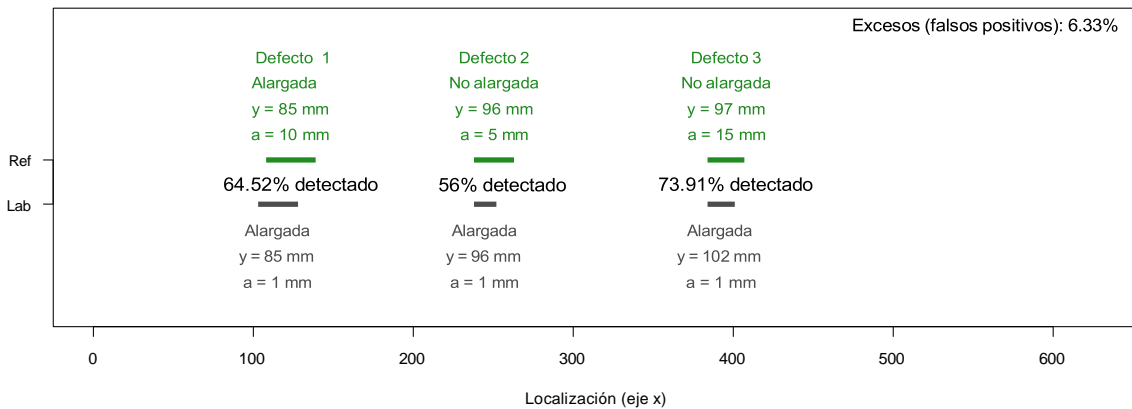 Excesos (falsos positivos): 6.33%
Defecto 1 Defecto 2 Defecto 3
Alargada No alargada No alargada
y = 85 mm y = 96 mm y = 97 mm
a = 10 mm a = 5 mm a = 15 mm
Ref
64.52% detectado 56% detectado 73.91% detectado
Lab
Alargada Alargada Alargada
y = 85 mm y = 96 mm y = 102 mm
a = 1 mm a = 1 mm a = 1 mm
0 100 200 300 400 500 600
Localización (eje x)